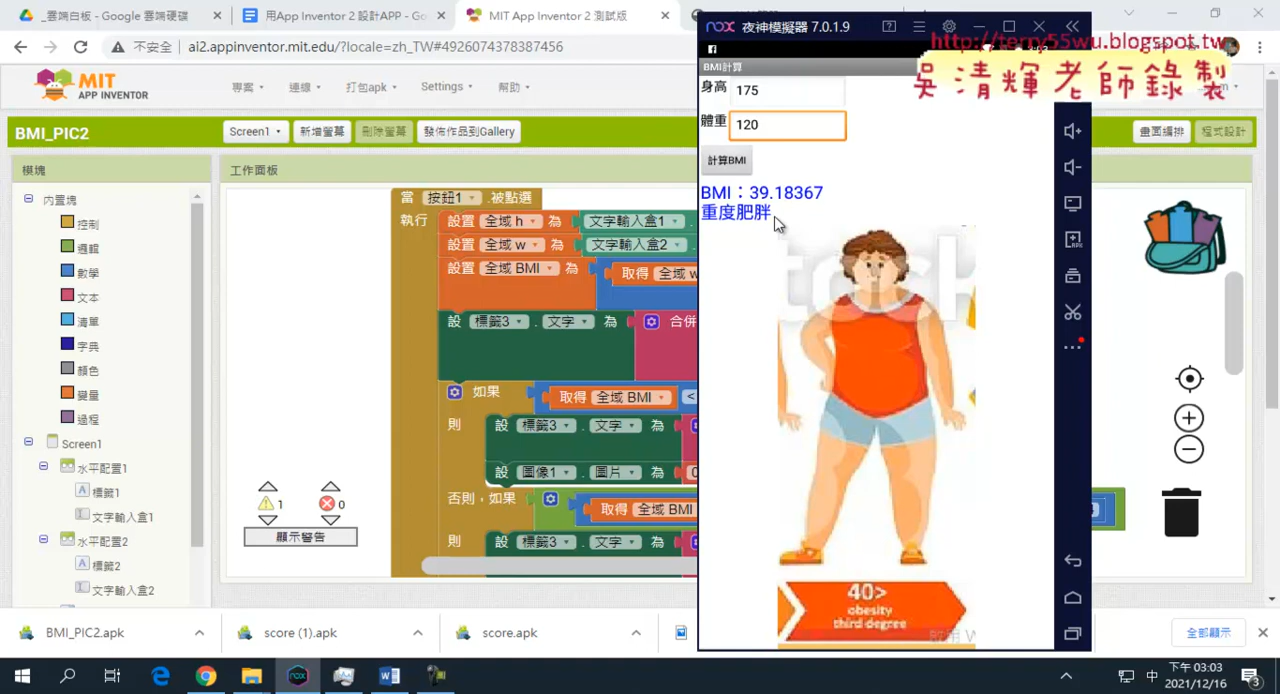 _雲端白板 - Google 雲端硬碟
用App Inventor 2 設計APP - G
MIT App Inventor 2 測試版
不安全
ai2.appinventor.mit.edu/?locale=zh_TW#4926074387387456
MIT
APP INVENTOR
專案
連線
打包apk
Settings
幫助
BMI_PIC2
Screen1
新增螢幕
刪除螢幕
發佈作品到Gallery
畫面編排
程式設計
模塊
工作面板
內置塊
控制
邏輯
數學
文本
清單
字典
顏色
變量
過程
Screen1
水平配置1
標籤1
文字輸入盒1
水平配置2
標籤2
文字輸入盒2
當 按鈕1 .被點選
執行 設置 全域 h 為 文字輸入盒1 .
設置 全域 w 為 文字輸入盒2 .
設置 全域 BMI 為 取得 全域 w
設 標籤3 . 文字 為 合併
如果 取得 全域 BMI <
則 設 標籤3 . 文字 為
設 圖像1 . 圖片 為
否則，如果 取得 全域 BMI
則 設 標籤3 . 文字 為
1
0
顯示警告
nox 夜神模擬器 7.0.1.9
http://terry55wu.blogspot.tw
吳清輝老師錄製
BMI計算
身高 175
體重 120
計算BMI
BMI：39.18367
重度肥胖
40>
obesity
third degree
BMI_PIC2.apk
score (1).apk
score.apk
全部顯示
中
下午 03:03
2021/12/16
3